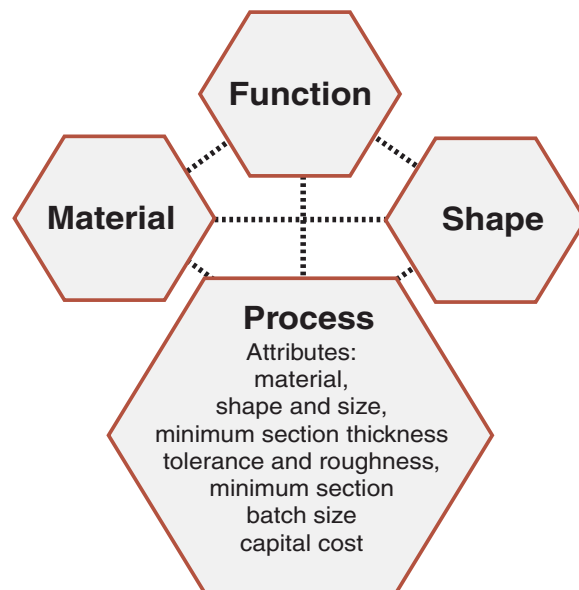 Function
Material
Shape
Process
Attributes:
material,
shape and size,
minimum section thickness
tolerance and roughness,
minimum section
batch size
capital cost